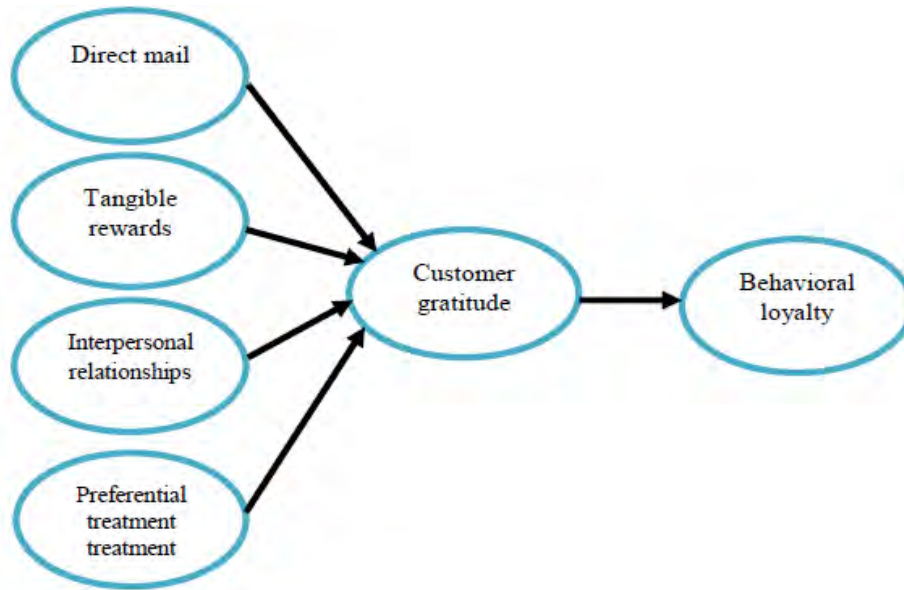 Direct mail
Tangible
rewards
Interpersonal
relationships
Preferential
treatment
treatment
Customer
gratitude
Behavioral
loyalty